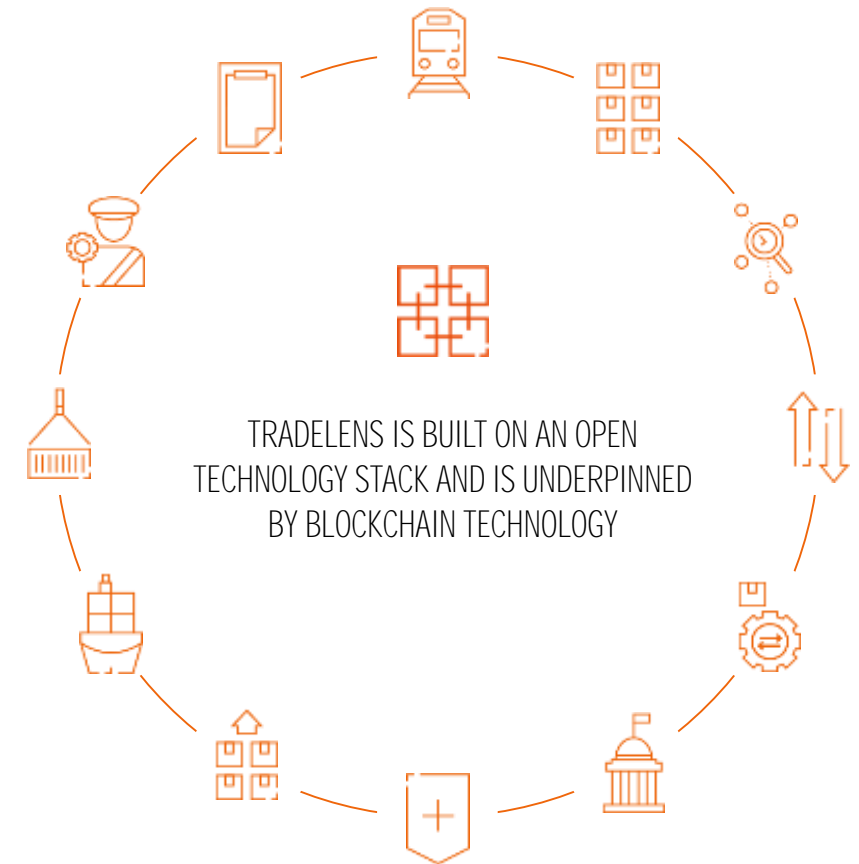 TRADELENS IS BUILT ON AN OPEN
TECHNOLOGY STACK AND IS UNDERPINNED
BY BLOCKCHAIN TECHNOLOGY